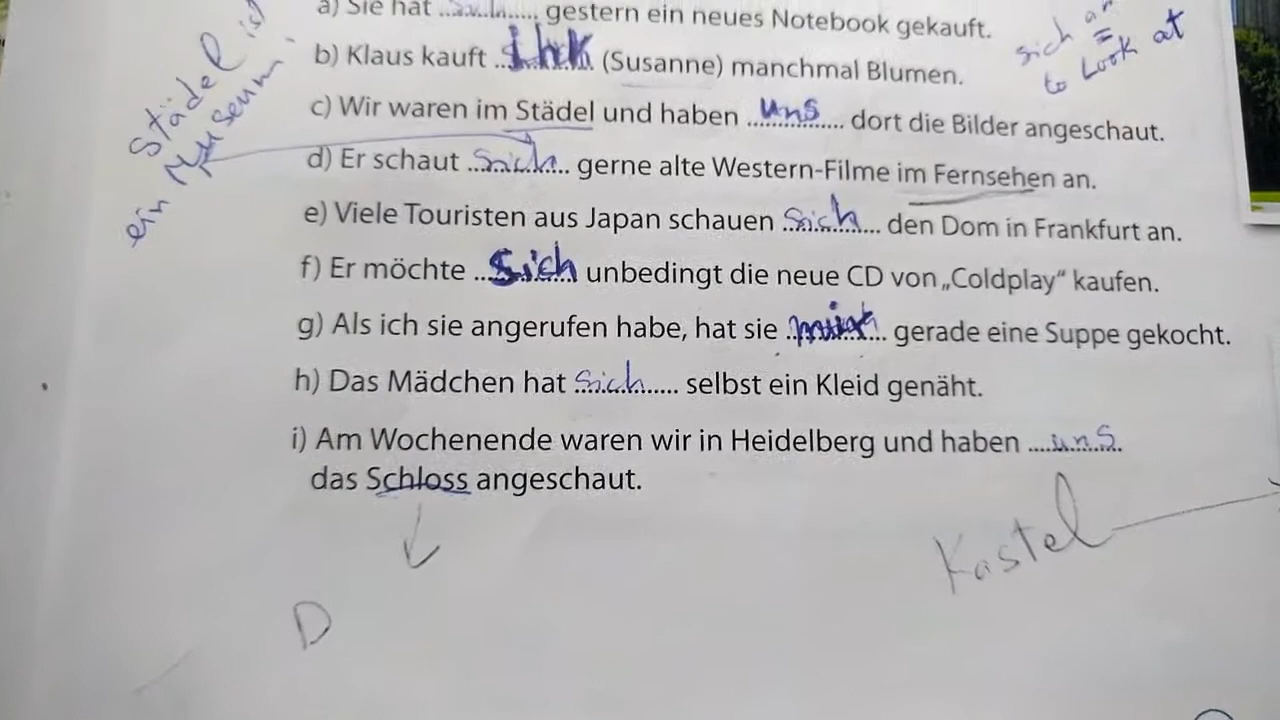 a) Sie hat sich gestern ein neues Notebook gekauft.
sich an
=
to Look at
b) Klaus kauft (Susanne) manchmal Blumen.
Städel ist
ein Museum.
c) Wir waren im Städel und haben uns dort die Bilder angeschaut.
d) Er schaut sich gerne alte Western-Filme im Fernsehen an.
e) Viele Touristen aus Japan schauen sich den Dom in Frankfurt an.
f) Er möchte sich unbedingt die neue CD von „Coldplay“ kaufen.
g) Als ich sie angerufen habe, hat sie gerade eine Suppe gekocht.
h) Das Mädchen hat sich selbst ein Kleid genäht.
i) Am Wochenende waren wir in Heidelberg und haben uns
das Schloss angeschaut.
Kastel
D